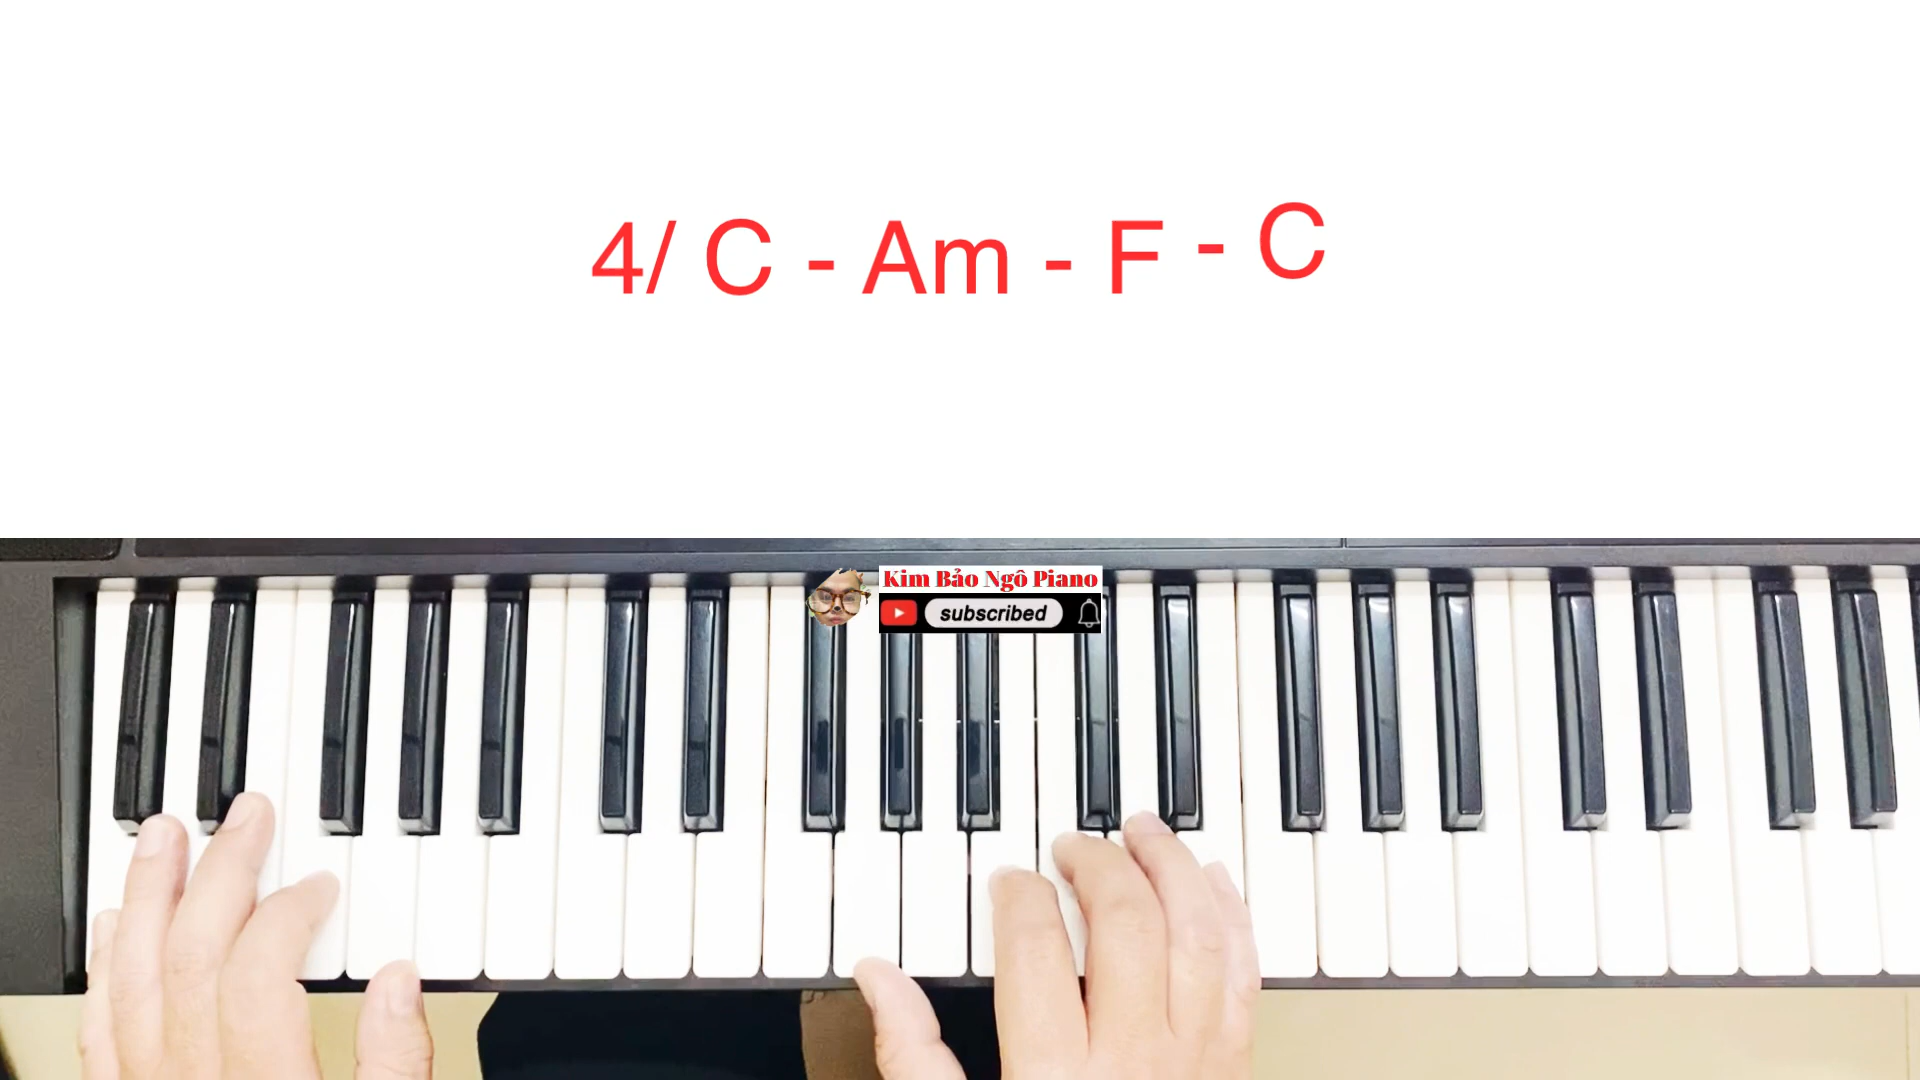 4/ C - Am - F - C
Kim Bảo Ngô Piano
subscribed